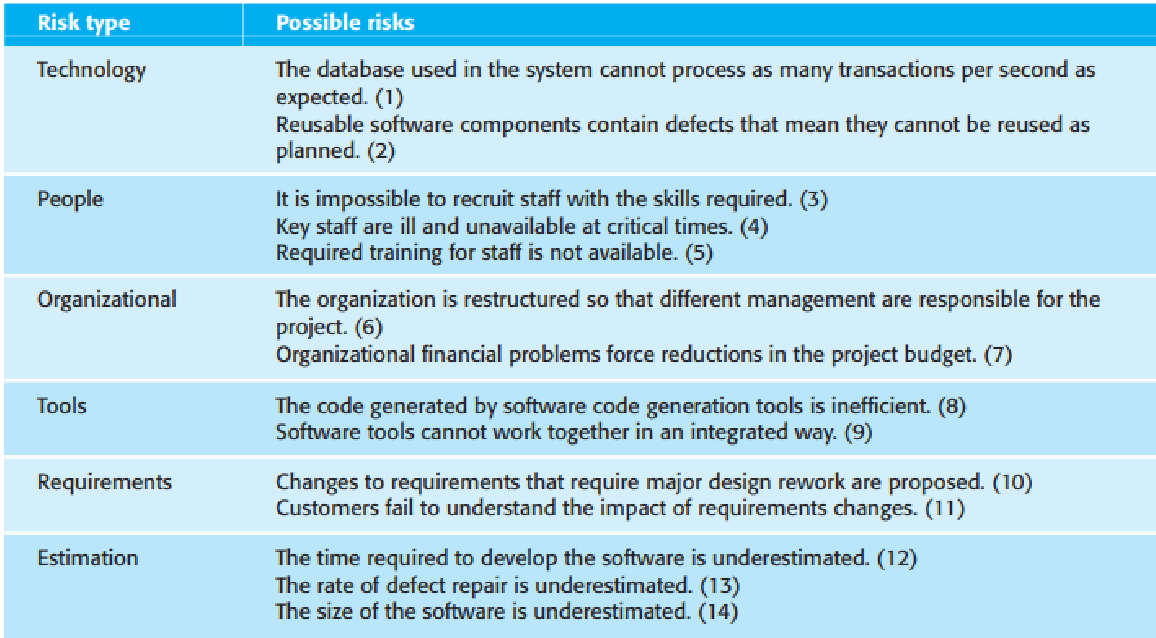 Risk type Possible risks
Technology The database used in the system cannot process as many transactions per second as
expected. (1)
Reusable software components contain defects that mean they cannot be reused as
planned. (2)
People It is impossible to recruit staff with the skills required. (3)
Key staff are ill and unavailable at critical times. (4)
Required training for staff is not available. (5)
Organizational The organization is restructured so that different management are responsible for the
project. (6)
Organizational financial problems force reductions in the project budget. (7)
Tools The code generated by software code generation tools is inefficient. (8)
Software tools cannot work together in an integrated way. (9)
Requirements Changes to requirements that require major design rework are proposed. (10)
Customers fail to understand the impact of requirements changes. (11)
Estimation The time required to develop the software is underestimated. (12)
The rate of defect repair is underestimated. (13)
The size of the software is underestimated. (14)